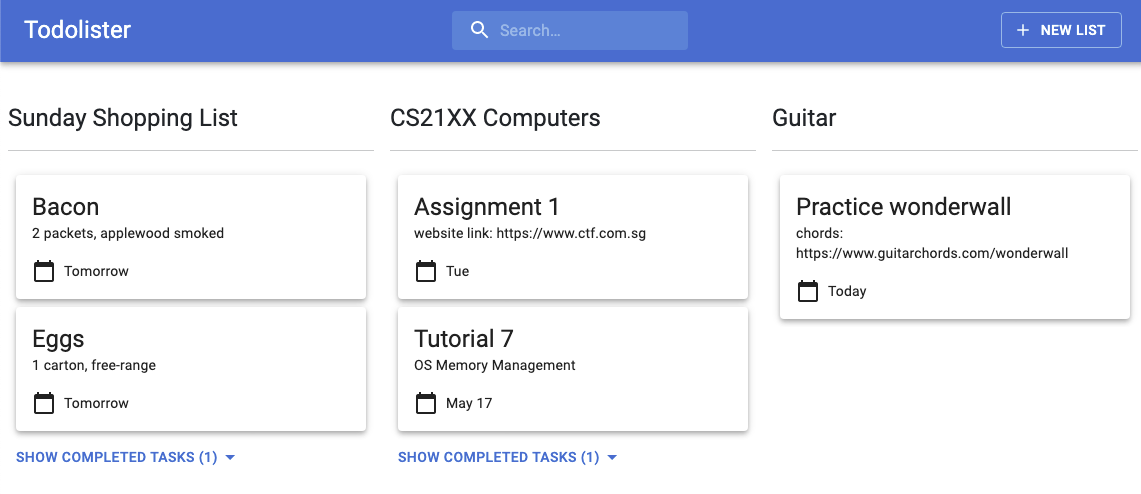 Todolister
Search...
NEW LIST
Sunday Shopping List
Bacon
2 packets, applewood smoked
Tomorrow
Eggs
1 carton, free-range
Tomorrow
SHOW COMPLETED TASKS (1)
CS21XX Computers
Assignment 1
website link: https://www.ctf.com.sg
Tue
Tutorial 7
OS Memory Management
May 17
SHOW COMPLETED TASKS (1)
Guitar
Practice wonderwall
chords:
https://www.guitarchords.com/wonderwall
Today